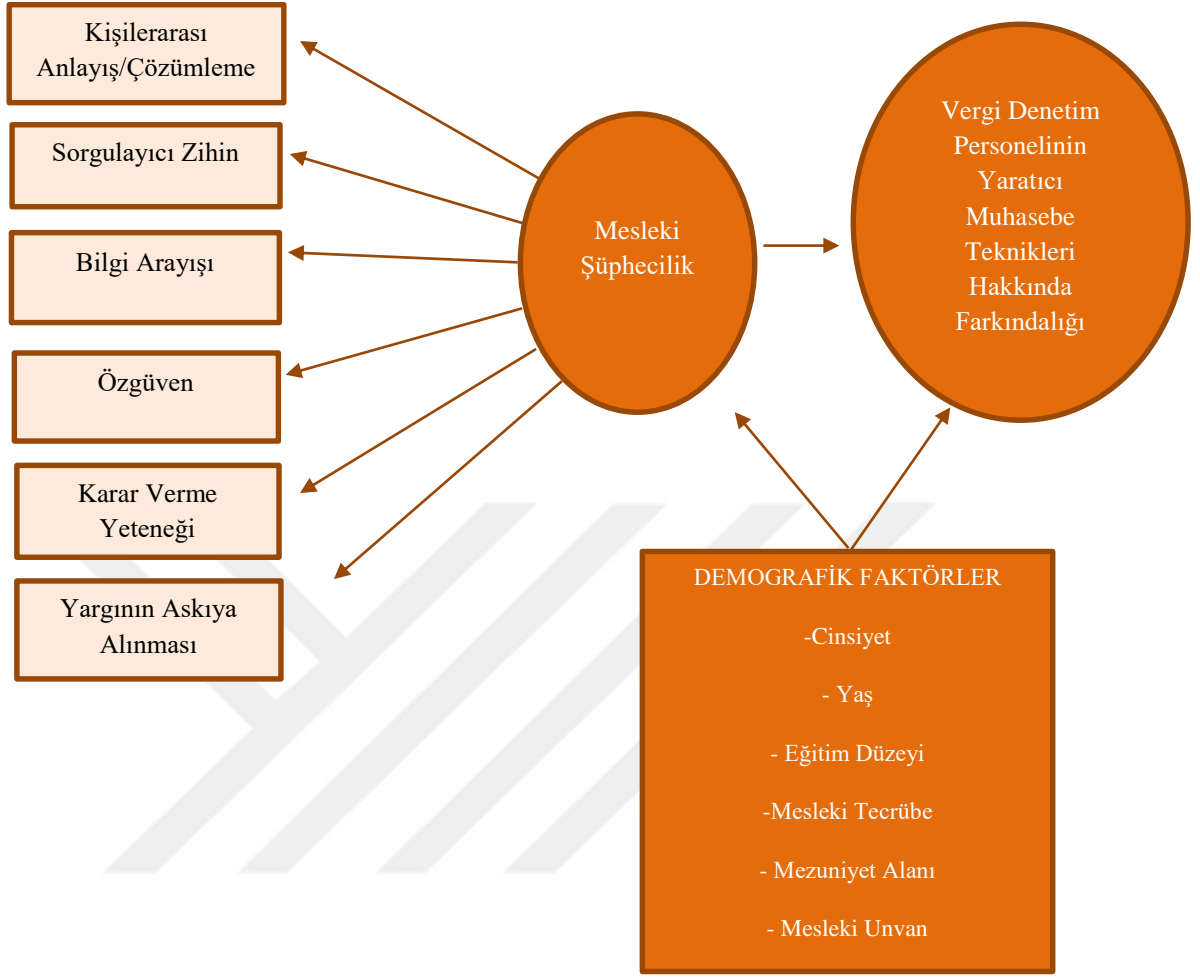 Kişilerarası
Anlayış/Çözümleme
Sorgulayıcı Zihin
Bilgi Arayışı
Özgüven
Karar Verme
Yeteneği
Yargının Askıya
Alınması
Mesleki
Şüphecilik
Vergi Denetim
Personelinin
Yaratıcı
Muhasebe
Teknikleri
Hakkında
Farkındalığı
DEMOGRAFİK FAKTÖRLER
-Cinsiyet
- Yaş
- Eğitim Düzeyi
-Mesleki Tecrübe
- Mezuniyet Alanı
- Mesleki Unvan